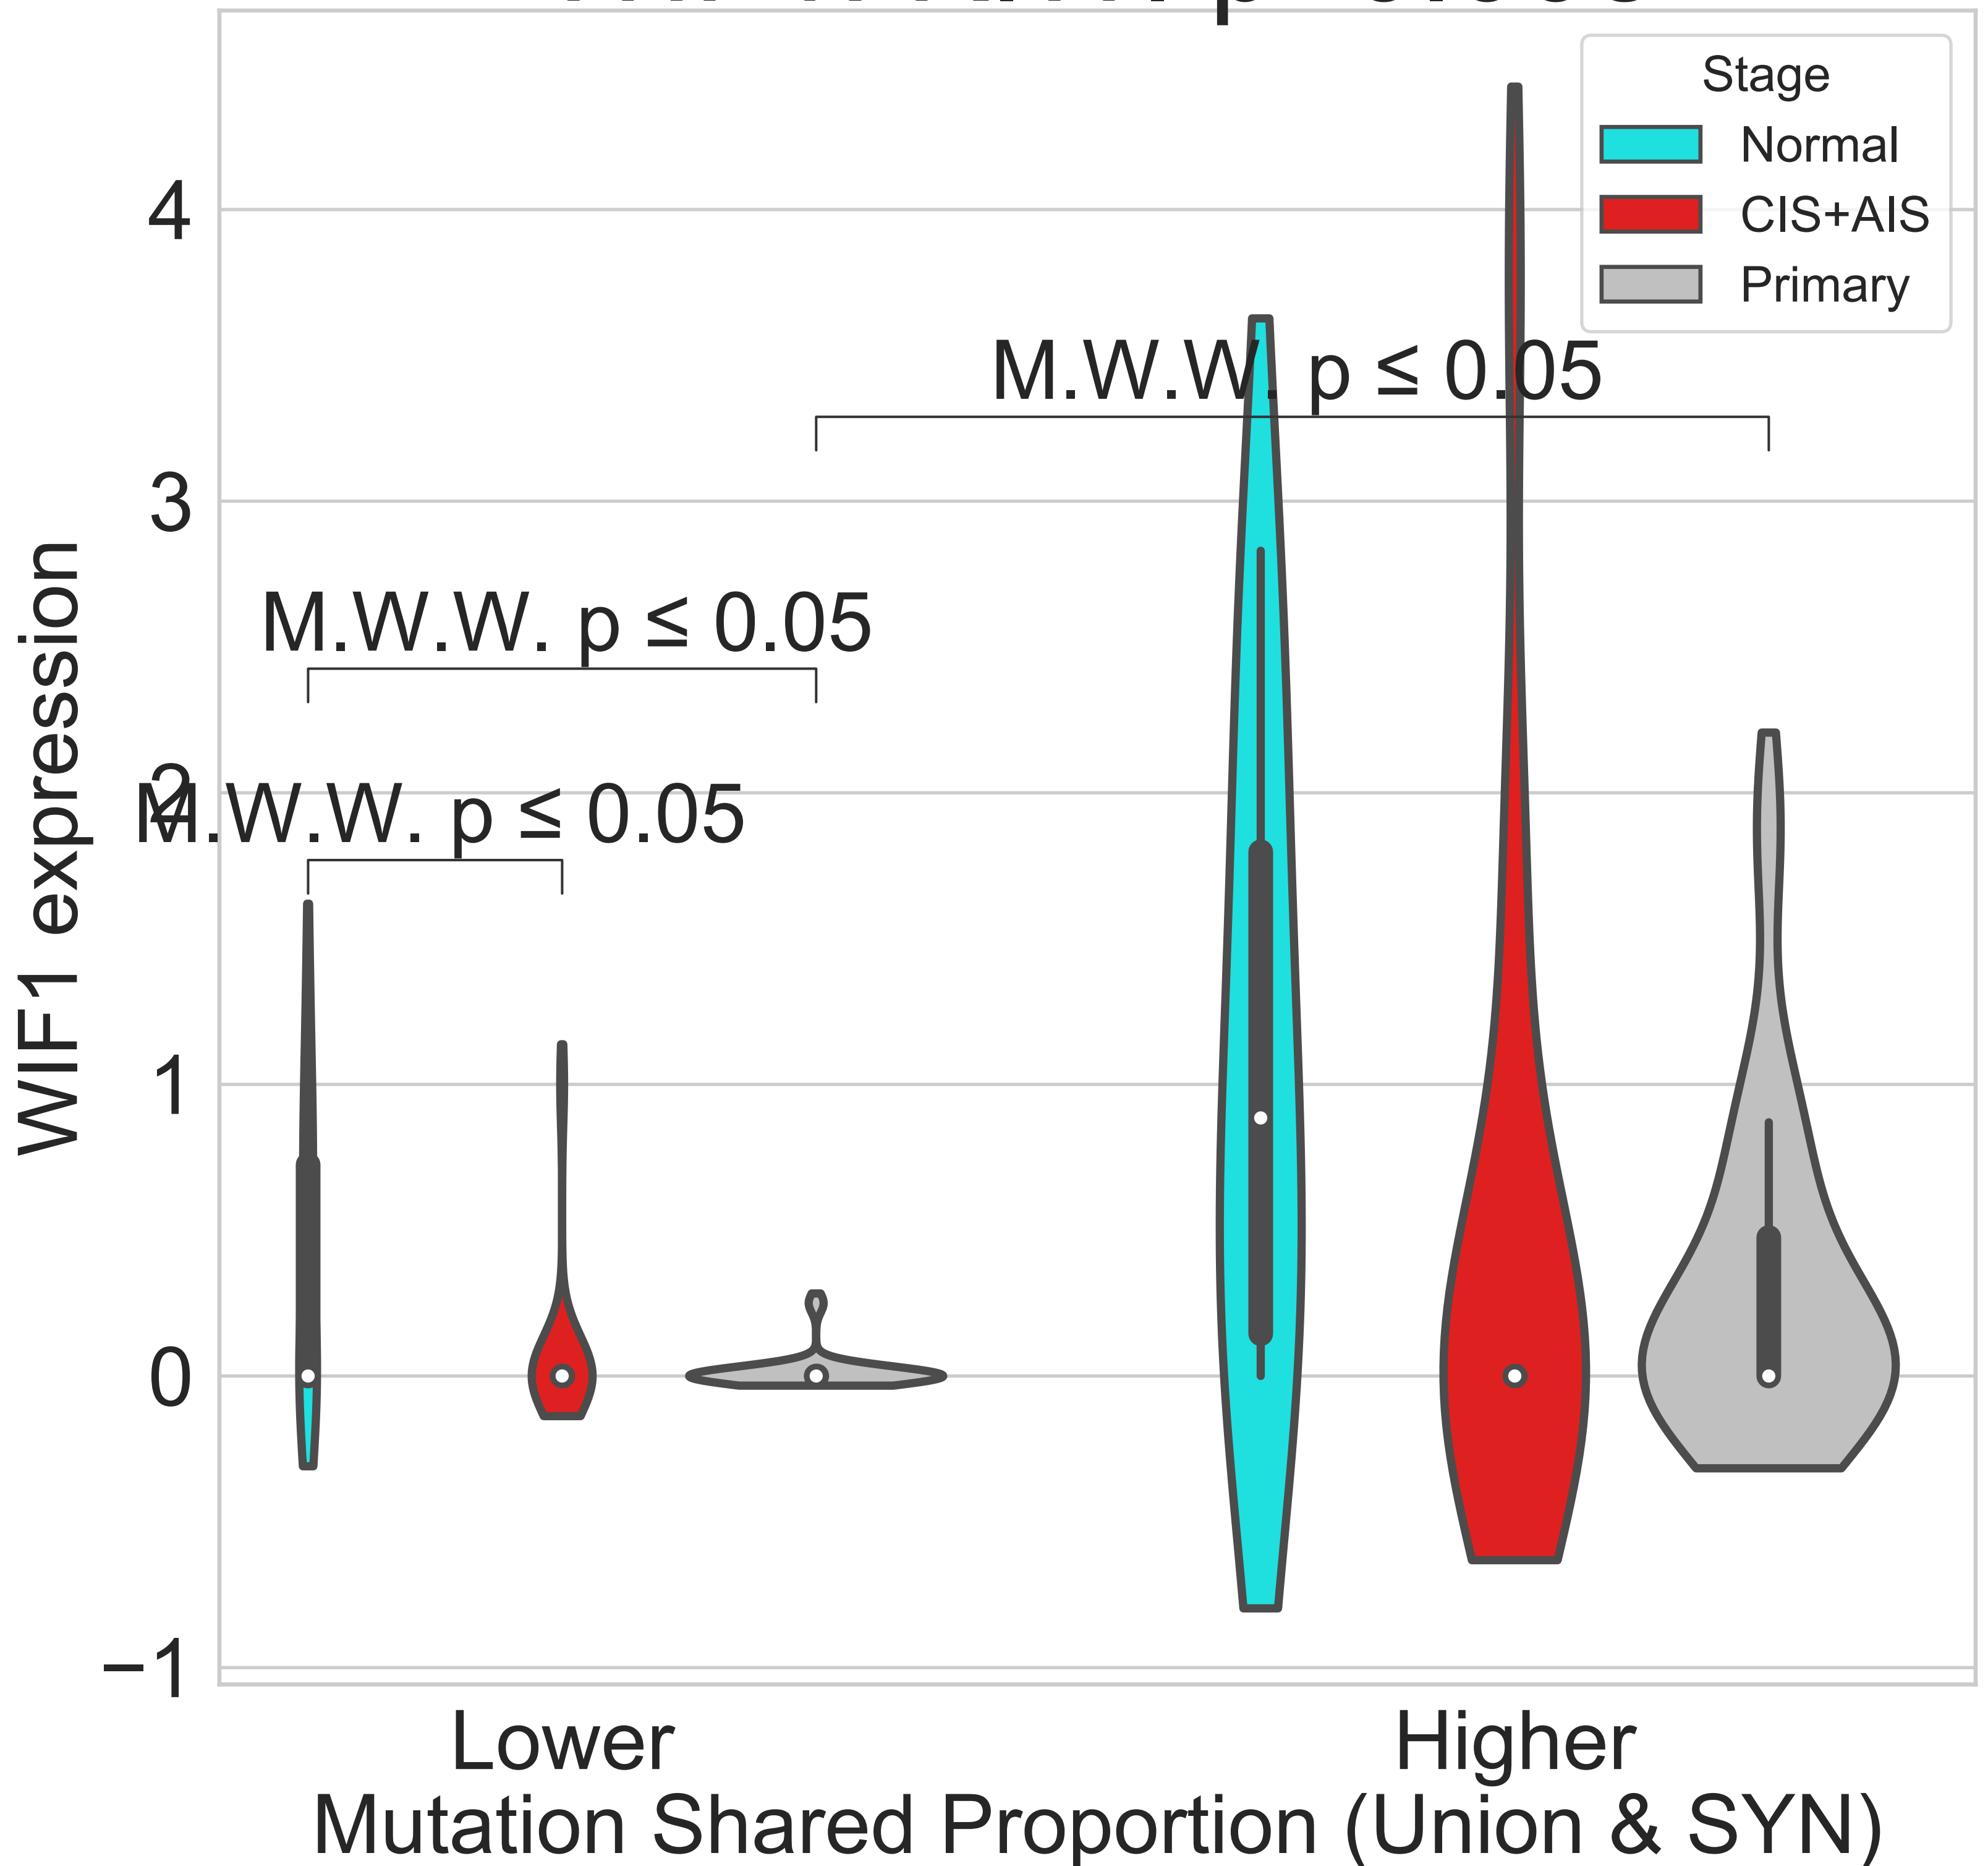 Stage
Normal
CIS+AIS
Primary
4
3
2
1
0
−1
M.W.W. p ≤ 0.05
M.W.W. p ≤ 0.05
M.W.W. p ≤ 0.05
WIF1 expression
Lower
Higher
Mutation Shared Proportion (Union & SYN)